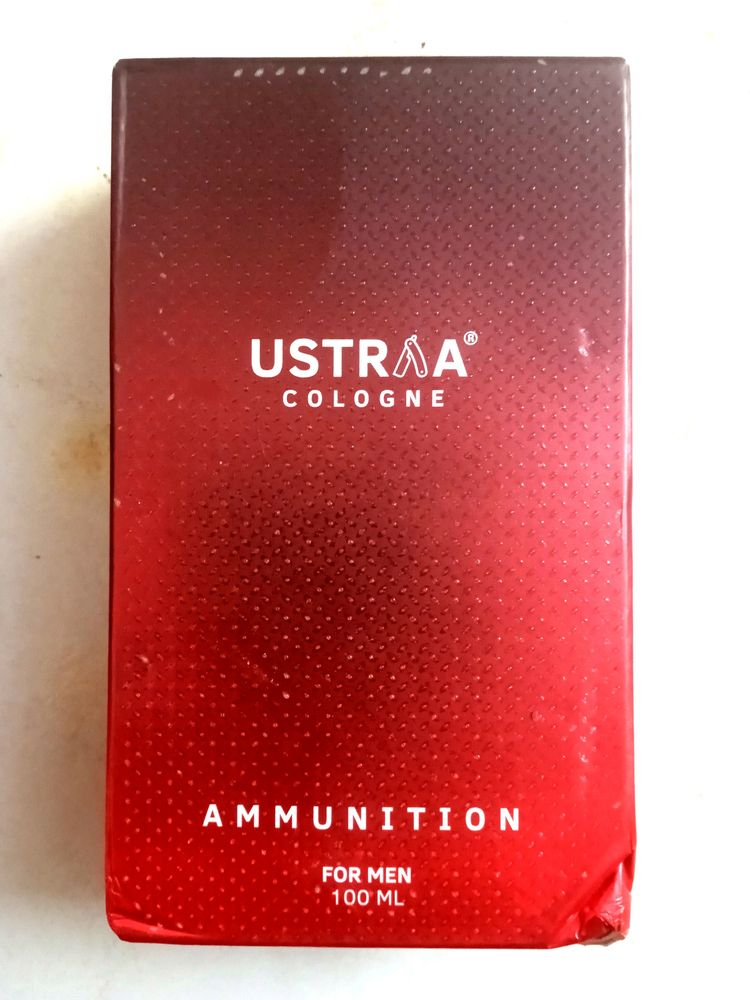 USTRAA®
COLOGNE
AMMUNITION
FOR MEN
100 ML